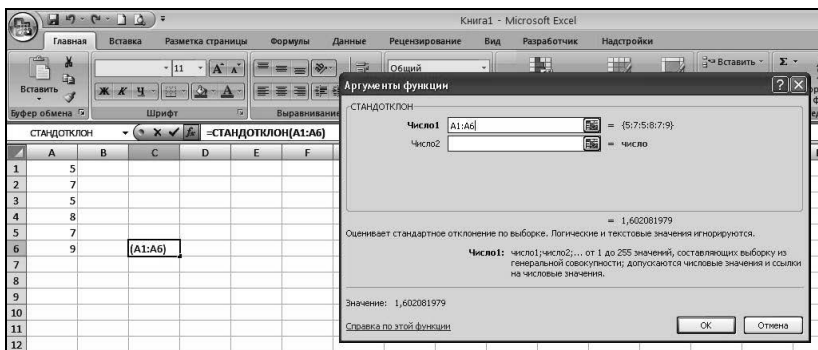 Книга1 - Microsoft Excel
Главная Вставка Разметка страницы Формулы Данные Рецензирование Вид Разработчик Надстройки
Вставить
11
Общий
Вставить
Ж К Ч
Буфер обмена Шрифт Выравнивание
СТАНДОТКЛОН =СТАНДОТКЛОН(A1:A6)
A B C D E F
1 5
2 7
3 5
4 8
5 7
6 9 (A1:A6)
7
8
9
10
11
12
Аргументы функции
СТАНДОТКЛОН
Число1 A1:A6 = {5:7:5:8:7:9}
Число2 = число
= 1,602081979
Оценивает стандартное отклонение по выборке. Логические и текстовые значения игнорируются.
Число1: число1;число2;... от 1 до 255 значений, составляющих выборку из
генеральной совокупности; допускаются числовые значения и ссылки
на числовые значения.
Значение: 1,602081979
Справка по этой функции
ОК Отмена